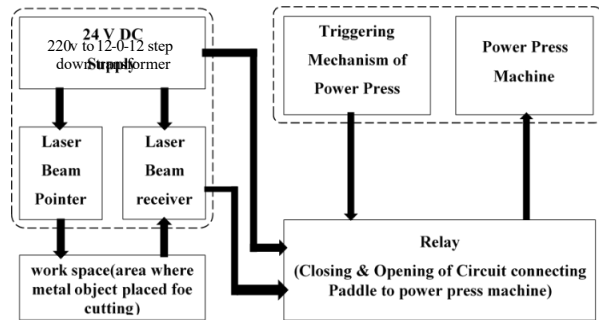 24 V DC
220v to 12-0-12 step
down transformer
Supply
Triggering
Mechanism of
Power Press
Power Press
Machine
Laser
Beam
Pointer
Laser
Beam
receiver
work space(area where
metal object placed foe
cutting)
Relay
(Closing & Opening of Circuit connecting
Paddle to power press machine)